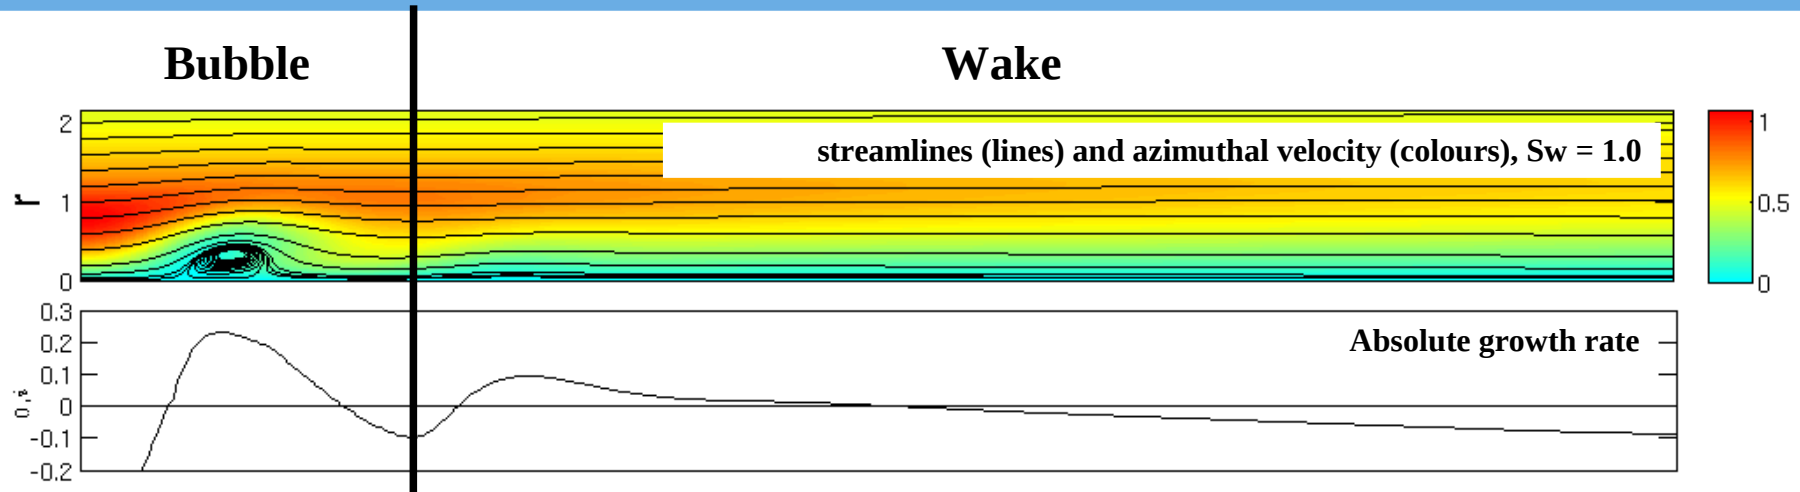 Bubble
Wake
streamlines (lines) and azimuthal velocity (colours), Sw = 1.0
r
2
1
0
1
0.5
0
Absolute growth rate
0,i
0.3
0.2
0.1
0
-0.1
-0.2